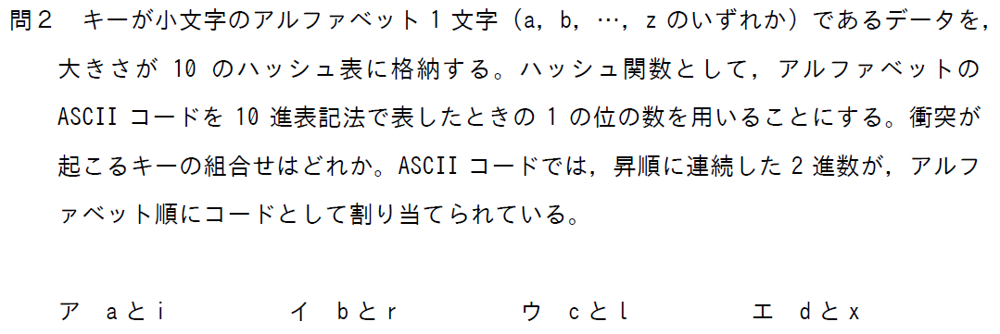 問２　キーが小文字のアルファベット１文字（a，b，…，z のいずれか）であるデータを，
大きさが 10 のハッシュ表に格納する。ハッシュ関数として，アルファベットの
ASCII コードを 10 進表記法で表したときの 1 の位の数を用いることにする。衝突が
起こるキーの組合せはどれか。ASCII コードでは，昇順に連続した 2 進数が，アルフ
ァベット順にコードとして割り当てられている。
ア　aとi　イ　bとr　ウ　cとl　エ　dとx